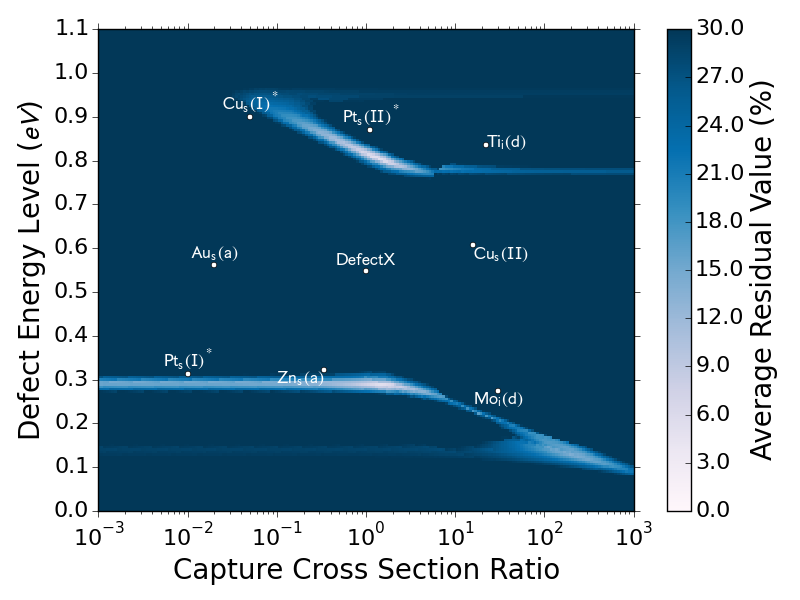 1.1
1.0
0.9
0.8
0.7
0.6
0.5
0.4
0.3
0.2
0.1
0.0
Defect Energy Level (eV)
Cuₛ(I)*
Ptₛ(II)*
Tiᵢ(d)
Auₛ(a)
DefectX
Cuₛ(II)
Ptₛ(I)*
Znₛ(a)
Moᵢ(d)
10⁻³ 10⁻² 10⁻¹ 10⁰ 10¹ 10² 10³
Capture Cross Section Ratio
30.0
27.0
24.0
21.0
18.0
15.0
12.0
9.0
6.0
3.0
0.0
Average Residual Value (%)